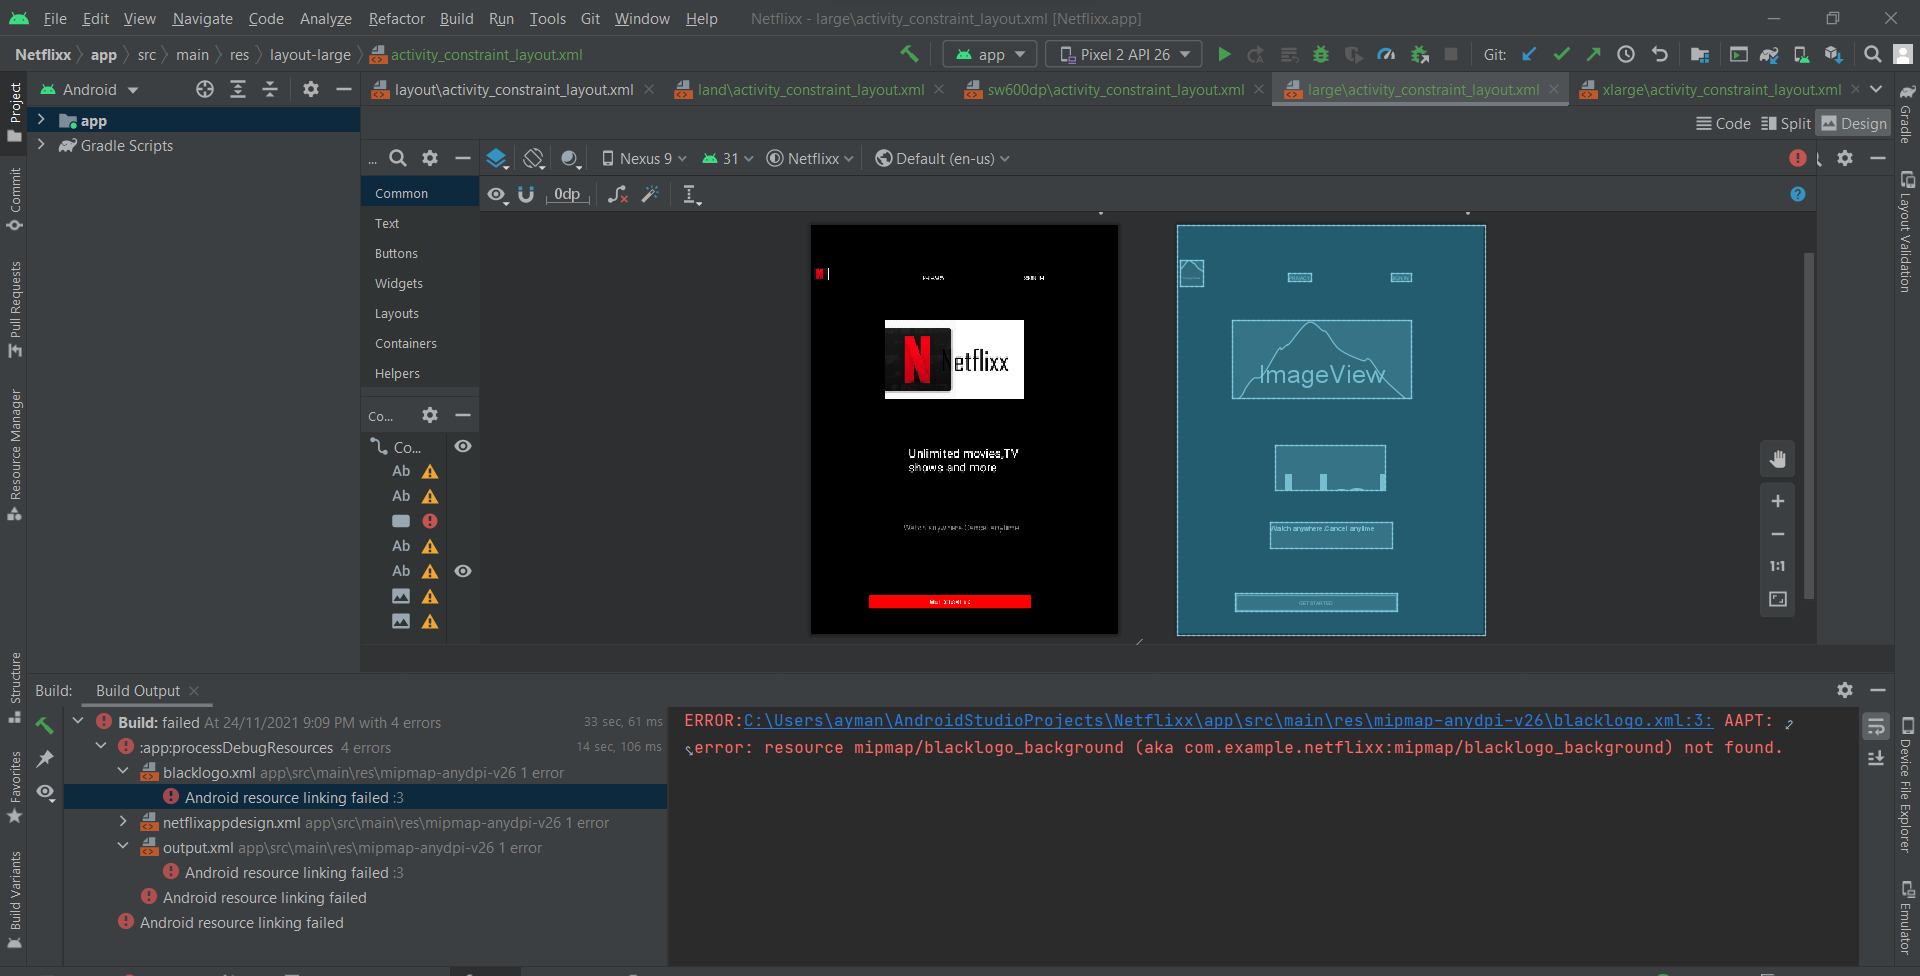 File Edit View Navigate Code Analyze Refactor Build Run Tools Git Window Help Netflixx - large\activity_constraint_layout.xml [Netflixx.app]
Netflixx app src main res layout-large activity_constraint_layout.xml app Pixel 2 API 26 Git:
Android layout\activity_constraint_layout.xml land\activity_constraint_layout.xml sw600dp\activity_constraint_layout.xml large\activity_constraint_layout.xml xlarge\activity_constraint_layout.xml
app
Gradle Scripts
Code Split Design
... Nexus 9 31 Netflixx Default (en-us)
0dp
Common
Text
Buttons
Widgets
Layouts
Containers
Helpers
Co...
Co...
Ab
Ab
Ab
Ab
N
N Netflixx
Unlimited movies,TV
shows and more
Watch anywhere.Cancel anytime
ImageView
Watch anywhere.Cancel anytime
GET STARTED
1:1
Project
Commit
Pull Requests
Resource Manager
Structure
Favorites
Build Variants
Gradle
Layout Validation
Device File Explorer
Emulator
Build: Build Output
Build: failed At 24/11/2021 9:09 PM with 4 errors 33 sec, 61 ms
:app:processDebugResources 4 errors 14 sec, 106 ms
blacklogo.xml app\src\main\res\mipmap-anydpi-v26 1 error
Android resource linking failed :3
netflixappdesign.xml app\src\main\res\mipmap-anydpi-v26 1 error
output.xml app\src\main\res\mipmap-anydpi-v26 1 error
Android resource linking failed :3
Android resource linking failed
Android resource linking failed
ERROR:C:\Users\ayman\AndroidStudioProjects\Netflixx\app\src\main\res\mipmap-anydpi-v26\blacklogo.xml:3: AAPT:
error: resource mipmap/blacklogo_background (aka com.example.netflixx:mipmap/blacklogo_background) not found.